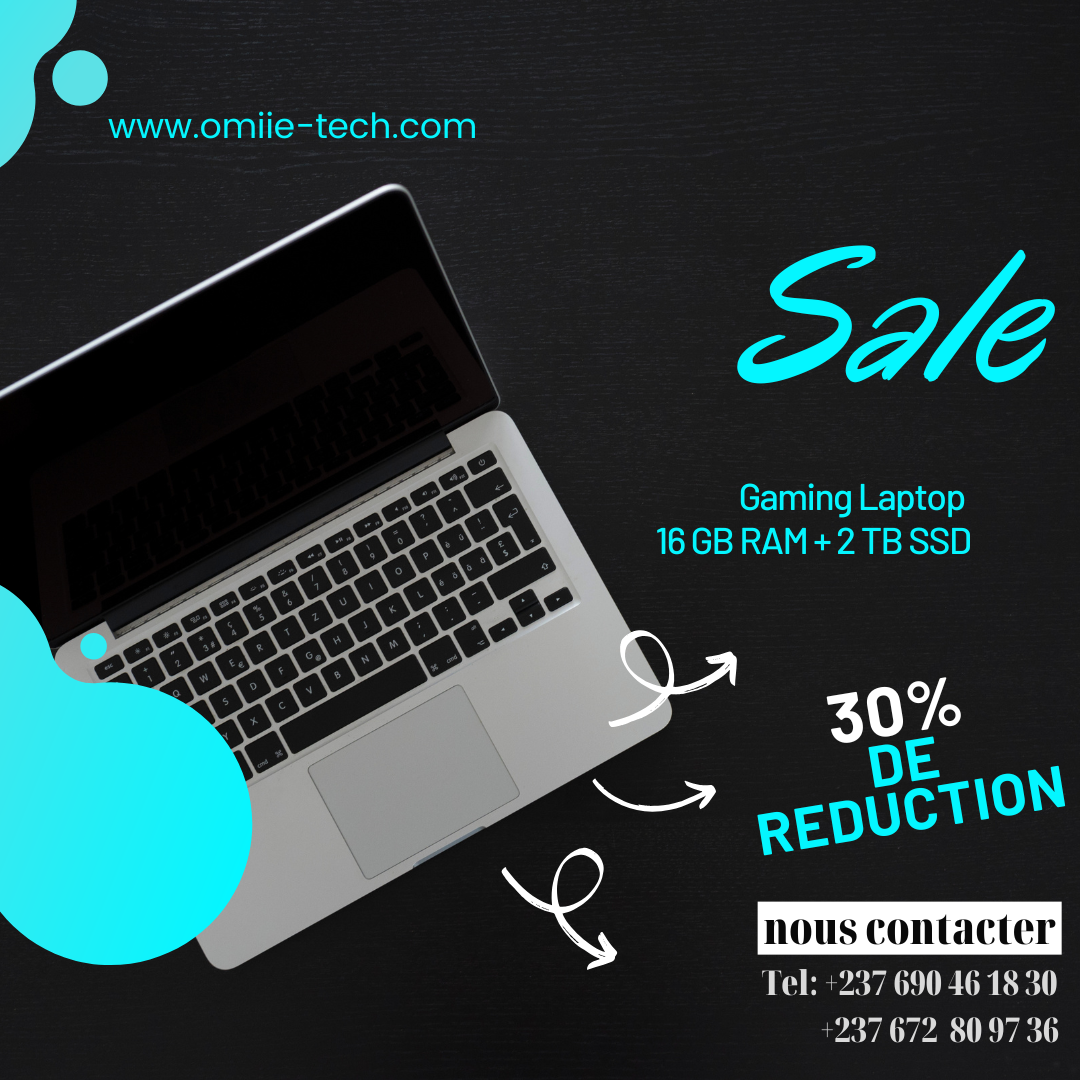 www.omiie-tech.com
Sale
Gaming Laptop
16 GB RAM + 2 TB SSD
30%
DE
REDUCTION
nous contacter
Tel: +237 690 46 18 30
+237 672 80 97 36